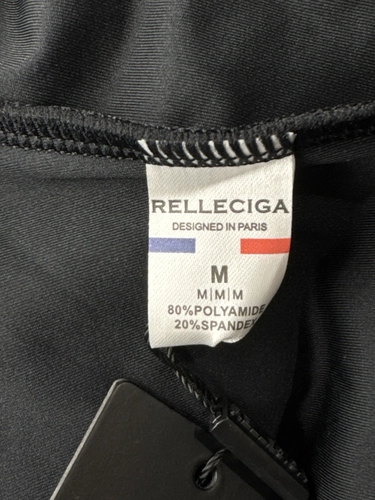 RELLECIGA
DESIGNED IN PARIS
M
M|M|M
80%POLYAMIDE
20%SPANDEX